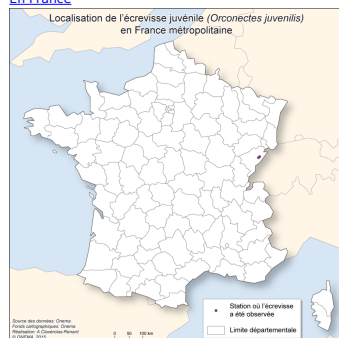 En France
Localisation de l'écrevisse juvénile (Orconectes juvenilis)
en France métropolitaine
Station où l'écrevisse
a été observée
Limite départementale
Source des données: Onema
Fonds cartographiques: Onema
Réalisation: A.Clavérolas-Renard
© ONEMA, 2015
0 50 100 km